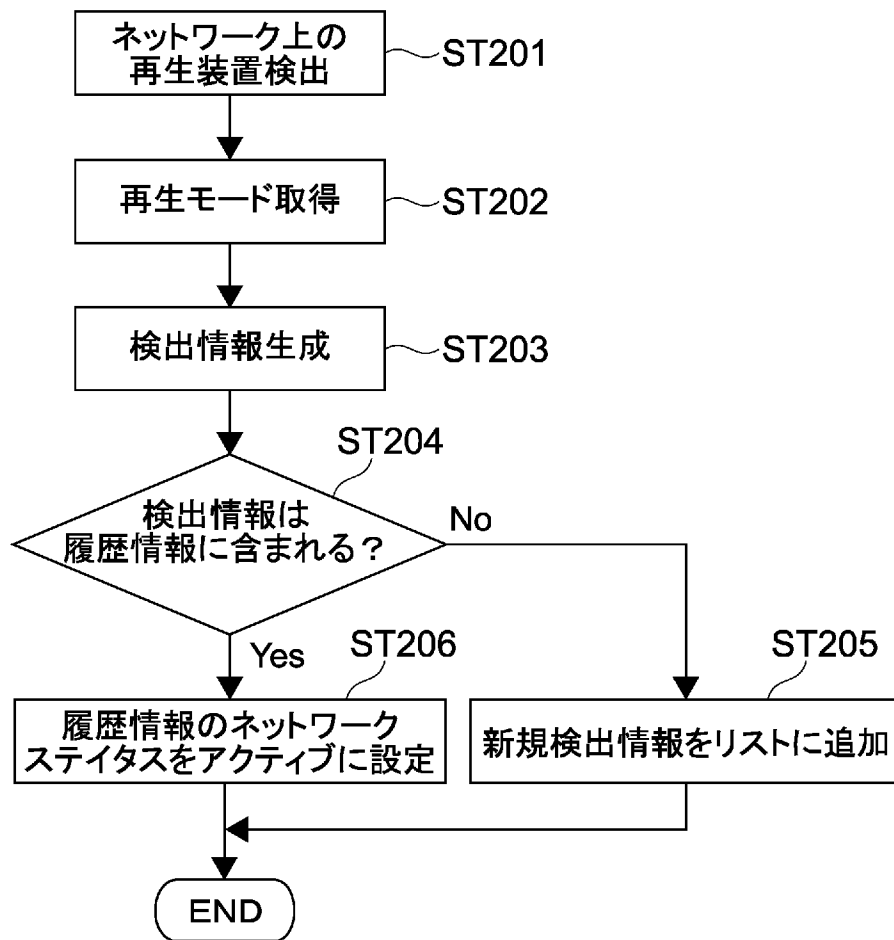 ネットワーク上の
再生装置検出
ST201
再生モード取得
ST202
検出情報生成
ST203
ST204
検出情報は
履歴情報に含まれる？
No
Yes
ST206
履歴情報のネットワーク
ステイタスをアクティブに設定
ST205
新規検出情報をリストに追加
END